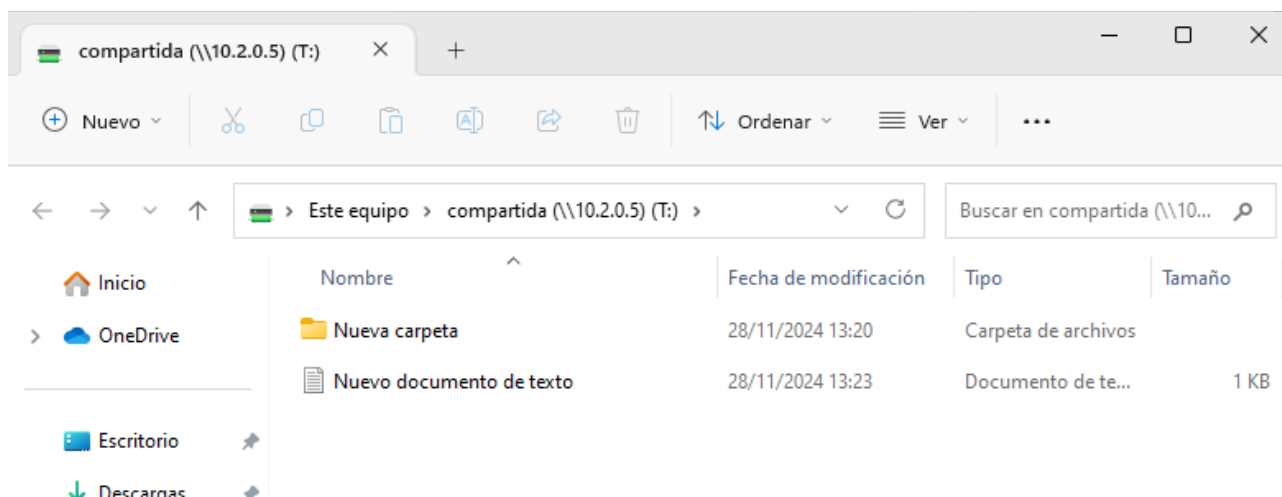 compartida (\\10.2.0.5) (T:)
Nuevo
Ordenar
Ver
Este equipo > compartida (\\10.2.0.5) (T:) >
Buscar en compartida (\\10...
Inicio
OneDrive
Escritorio
Descargas
Nombre Fecha de modificación Tipo Tamaño
Nueva carpeta 28/11/2024 13:20 Carpeta de archivos
Nuevo documento de texto 28/11/2024 13:23 Documento de te... 1 KB